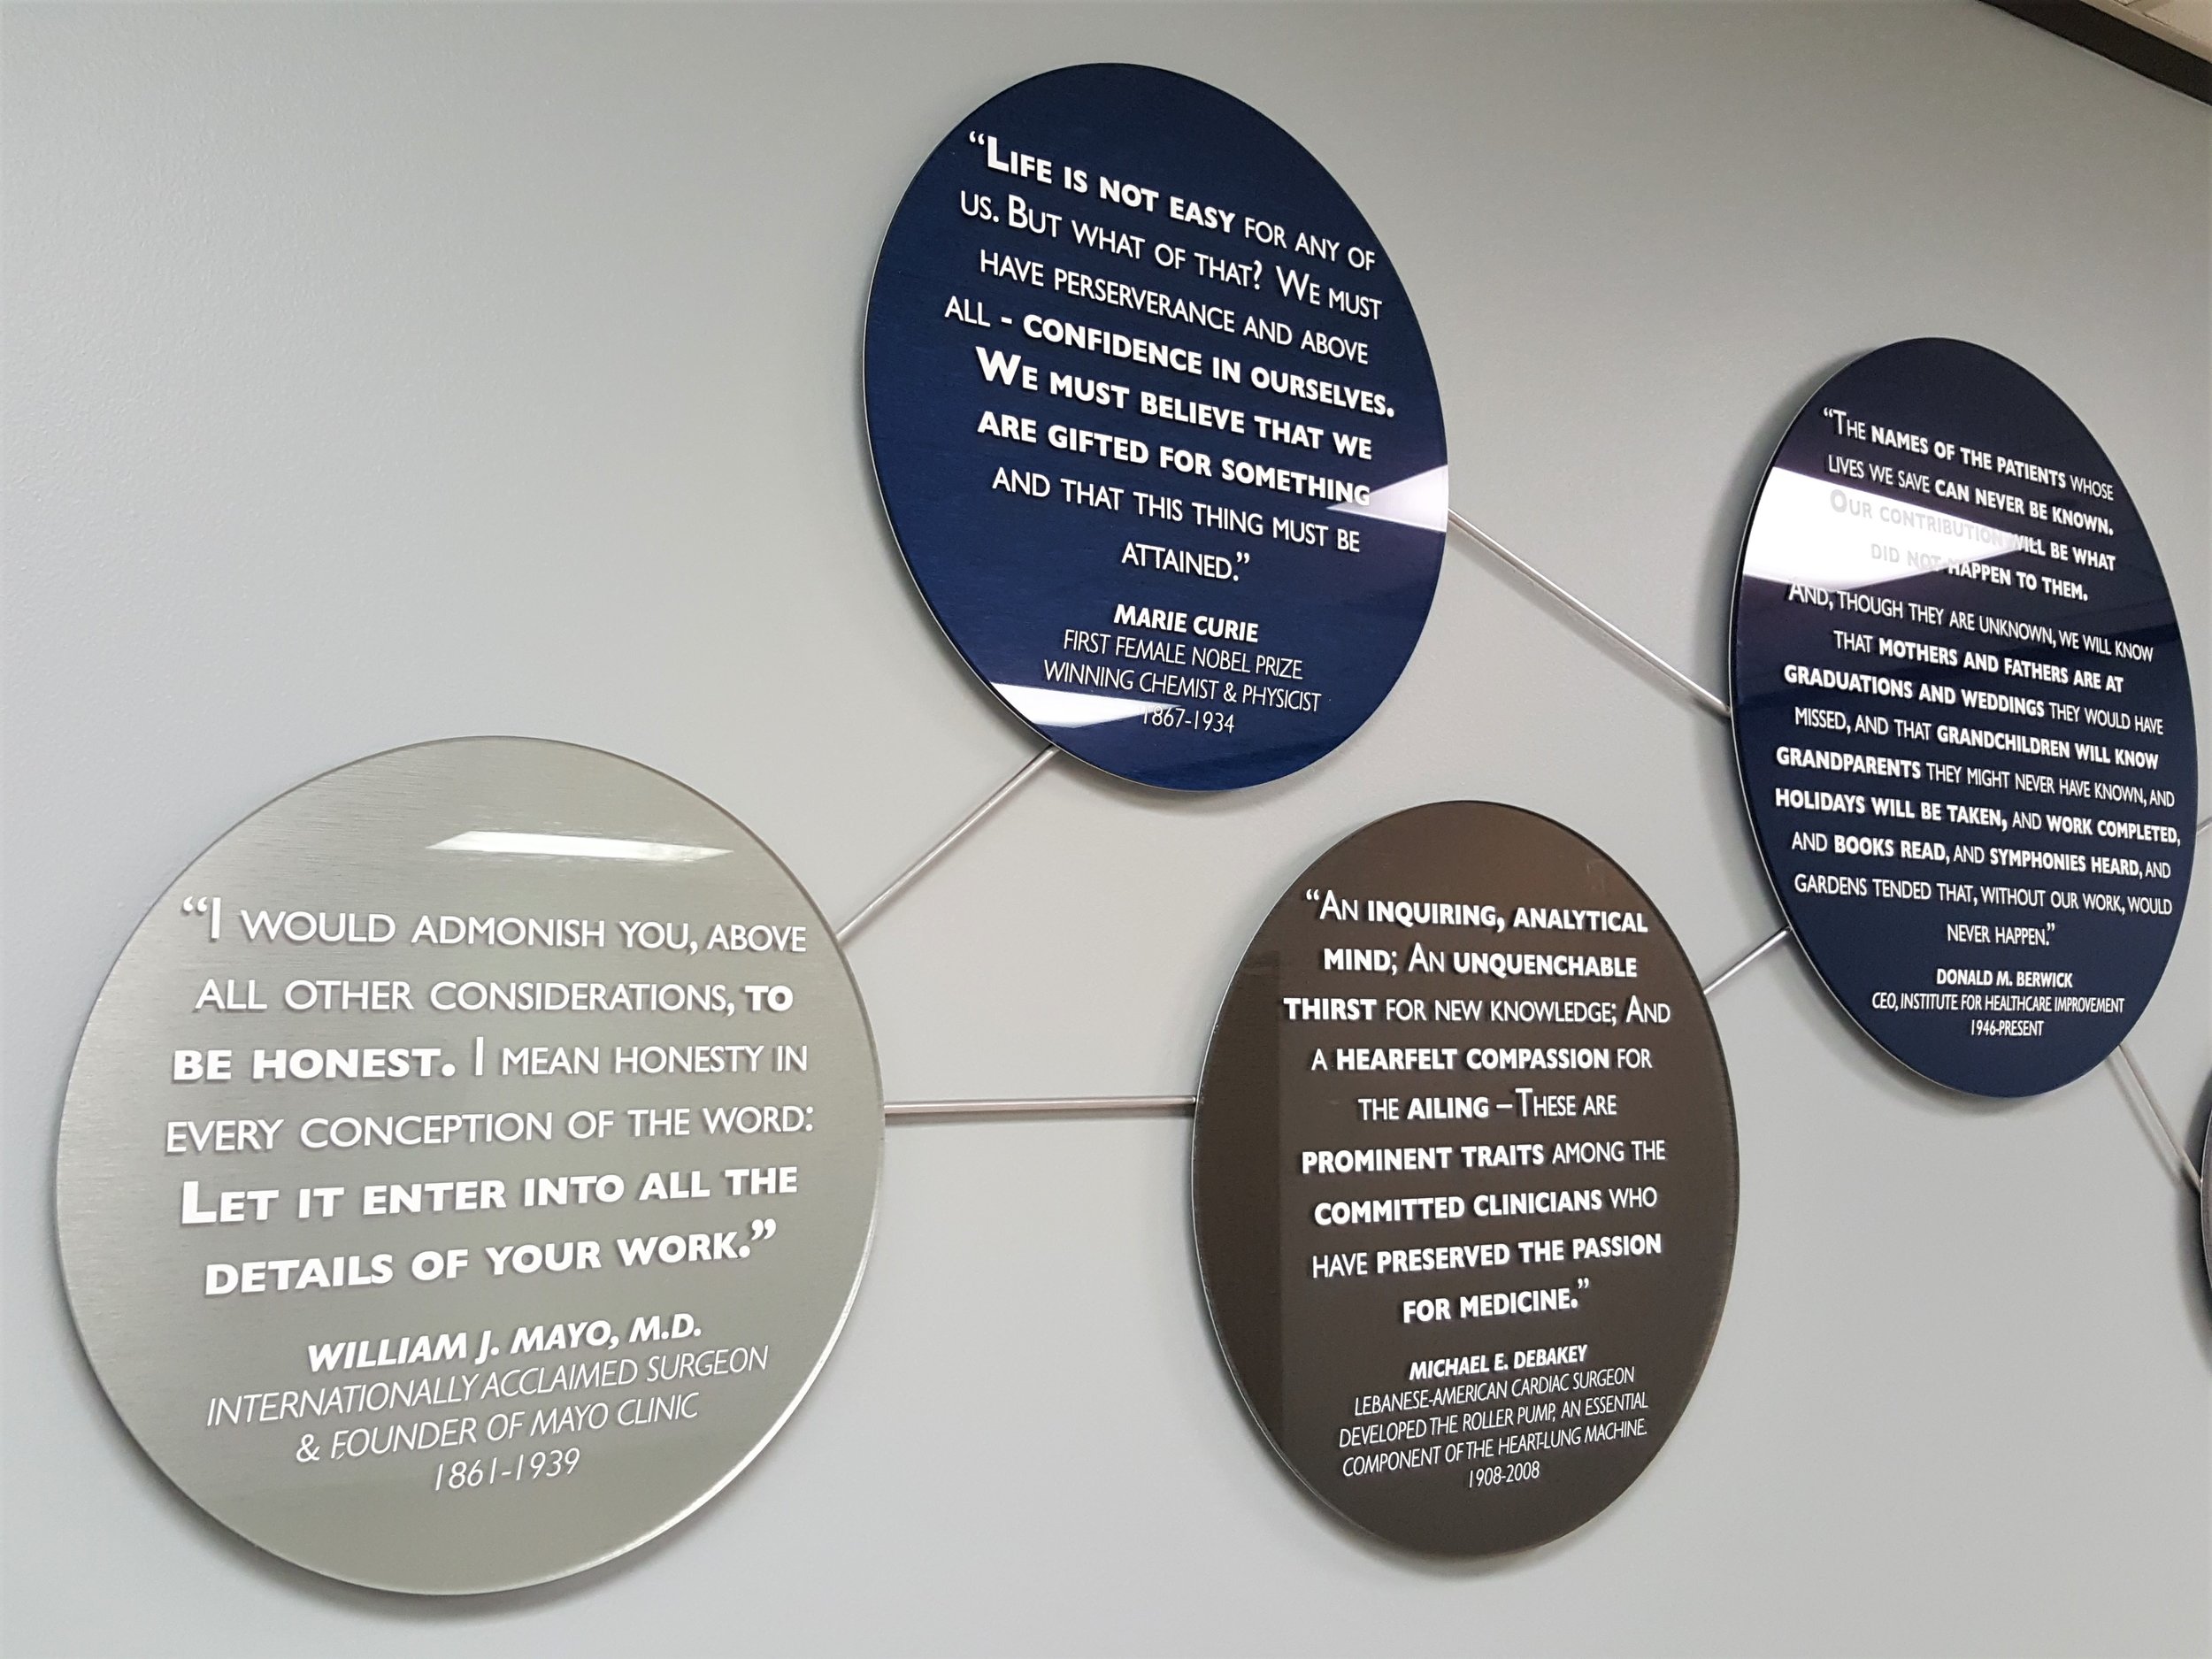 “LIFE IS NOT EASY FOR ANY OF
US. BUT WHAT OF THAT? WE MUST
HAVE PERSERVERANCE AND ABOVE
ALL - CONFIDENCE IN OURSELVES.
WE MUST BELIEVE THAT WE
ARE GIFTED FOR SOMETHING
AND THAT THIS THING MUST BE
ATTAINED.”
MARIE CURIE
FIRST FEMALE NOBEL PRIZE
WINNING CHEMIST & PHYSICIST
1867-1934
“THE NAMES OF THE PATIENTS WHOSE
LIVES WE SAVE CAN NEVER BE KNOWN.
OUR CONTRIBUTION WILL BE WHAT
DID NOT HAPPEN TO THEM.
AND, THOUGH THEY ARE UNKNOWN, WE WILL KNOW
THAT MOTHERS AND FATHERS ARE AT
GRADUATIONS AND WEDDINGS THEY WOULD HAVE
MISSED, AND THAT GRANDCHILDREN WILL KNOW
GRANDPARENTS THEY MIGHT NEVER HAVE KNOWN, AND
HOLIDAYS WILL BE TAKEN, AND WORK COMPLETED,
AND BOOKS READ, AND SYMPHONIES HEARD, AND
GARDENS TENDED THAT, WITHOUT OUR WORK, WOULD
NEVER HAPPEN.”
DONALD M. BERWICK
CEO, INSTITUTE FOR HEALTHCARE IMPROVEMENT
1946-PRESENT
“I WOULD ADMONISH YOU, ABOVE
ALL OTHER CONSIDERATIONS, TO
BE HONEST. I MEAN HONESTY IN
EVERY CONCEPTION OF THE WORD:
LET IT ENTER INTO ALL THE
DETAILS OF YOUR WORK.”
WILLIAM J. MAYO, M.D.
INTERNATIONALLY ACCLAIMED SURGEON
& FOUNDER OF MAYO CLINIC
1861-1939
“AN INQUIRING, ANALYTICAL
MIND; AN UNQUENCHABLE
THIRST FOR NEW KNOWLEDGE; AND
A HEARFELT COMPASSION FOR
THE AILING – THESE ARE
PROMINENT TRAITS AMONG THE
COMMITTED CLINICIANS WHO
HAVE PRESERVED THE PASSION
FOR MEDICINE.”
MICHAEL E. DEBAKEY
LEBANESE-AMERICAN CARDIAC SURGEON
DEVELOPED THE ROLLER PUMP, AN ESSENTIAL
COMPONENT OF THE HEART-LUNG MACHINE.
1908-2008